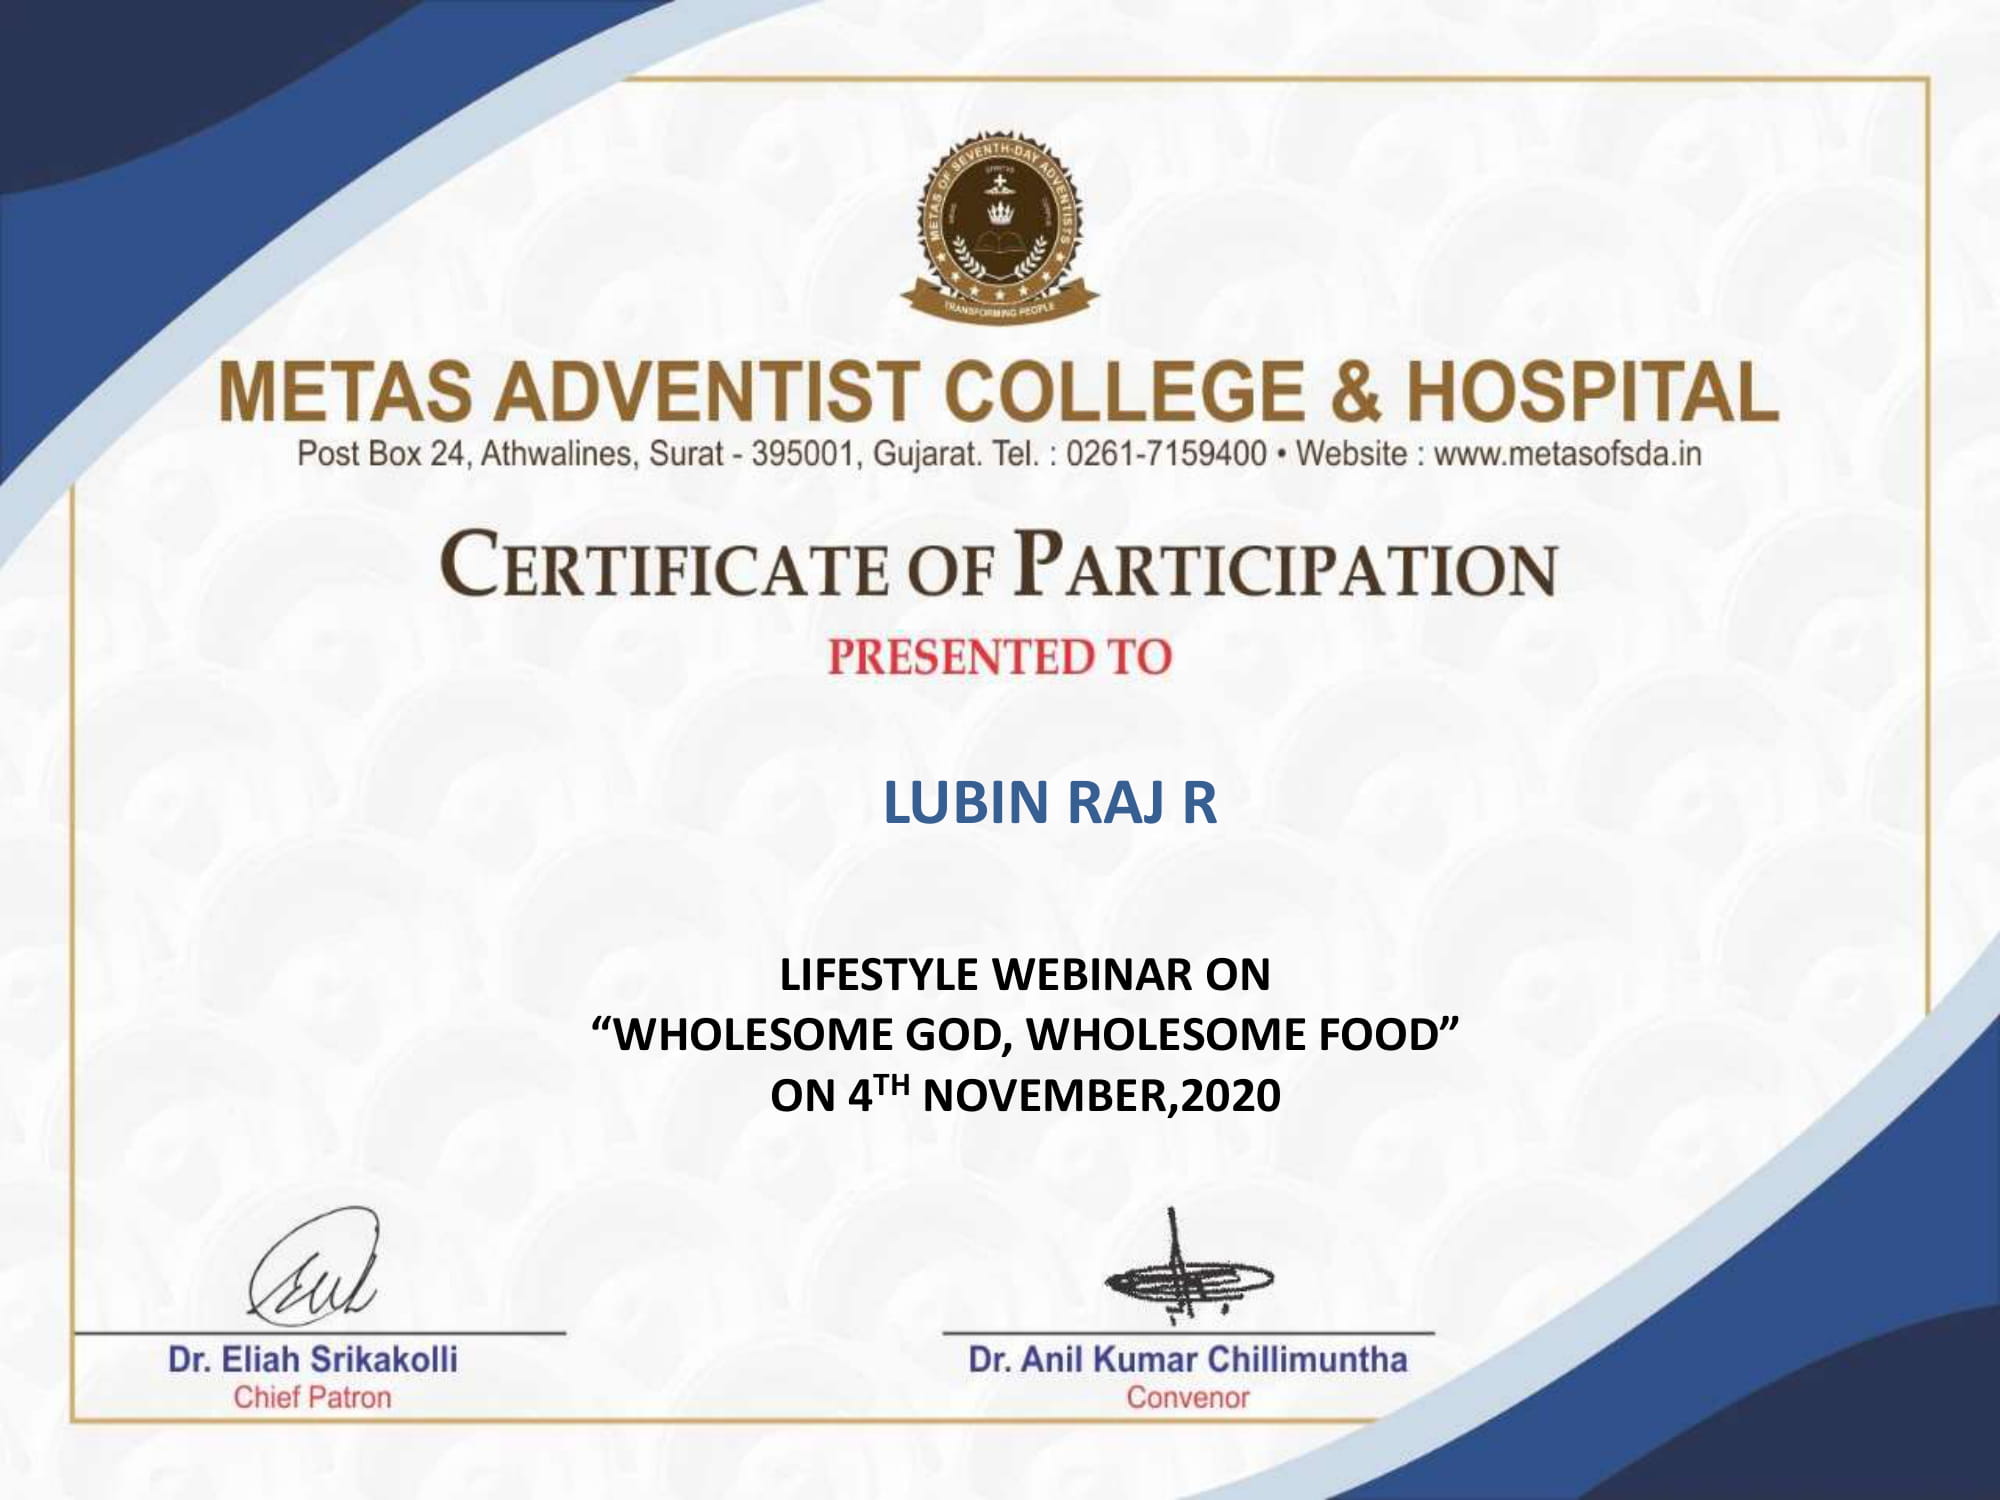 METAS OF SEVENTH-DAY ADVENTISTS
TRANSFORMING PEOPLE
METAS ADVENTIST COLLEGE & HOSPITAL
Post Box 24, Athwalines, Surat - 395001, Gujarat. Tel. : 0261-7159400 • Website : www.metasofsda.in
CERTIFICATE OF PARTICIPATION
PRESENTED TO
LUBIN RAJ R
LIFESTYLE WEBINAR ON
“WHOLESOME GOD, WHOLESOME FOOD”
ON 4TH NOVEMBER,2020
Dr. Eliah Srikakolli
Chief Patron
Dr. Anil Kumar Chillimuntha
Convenor